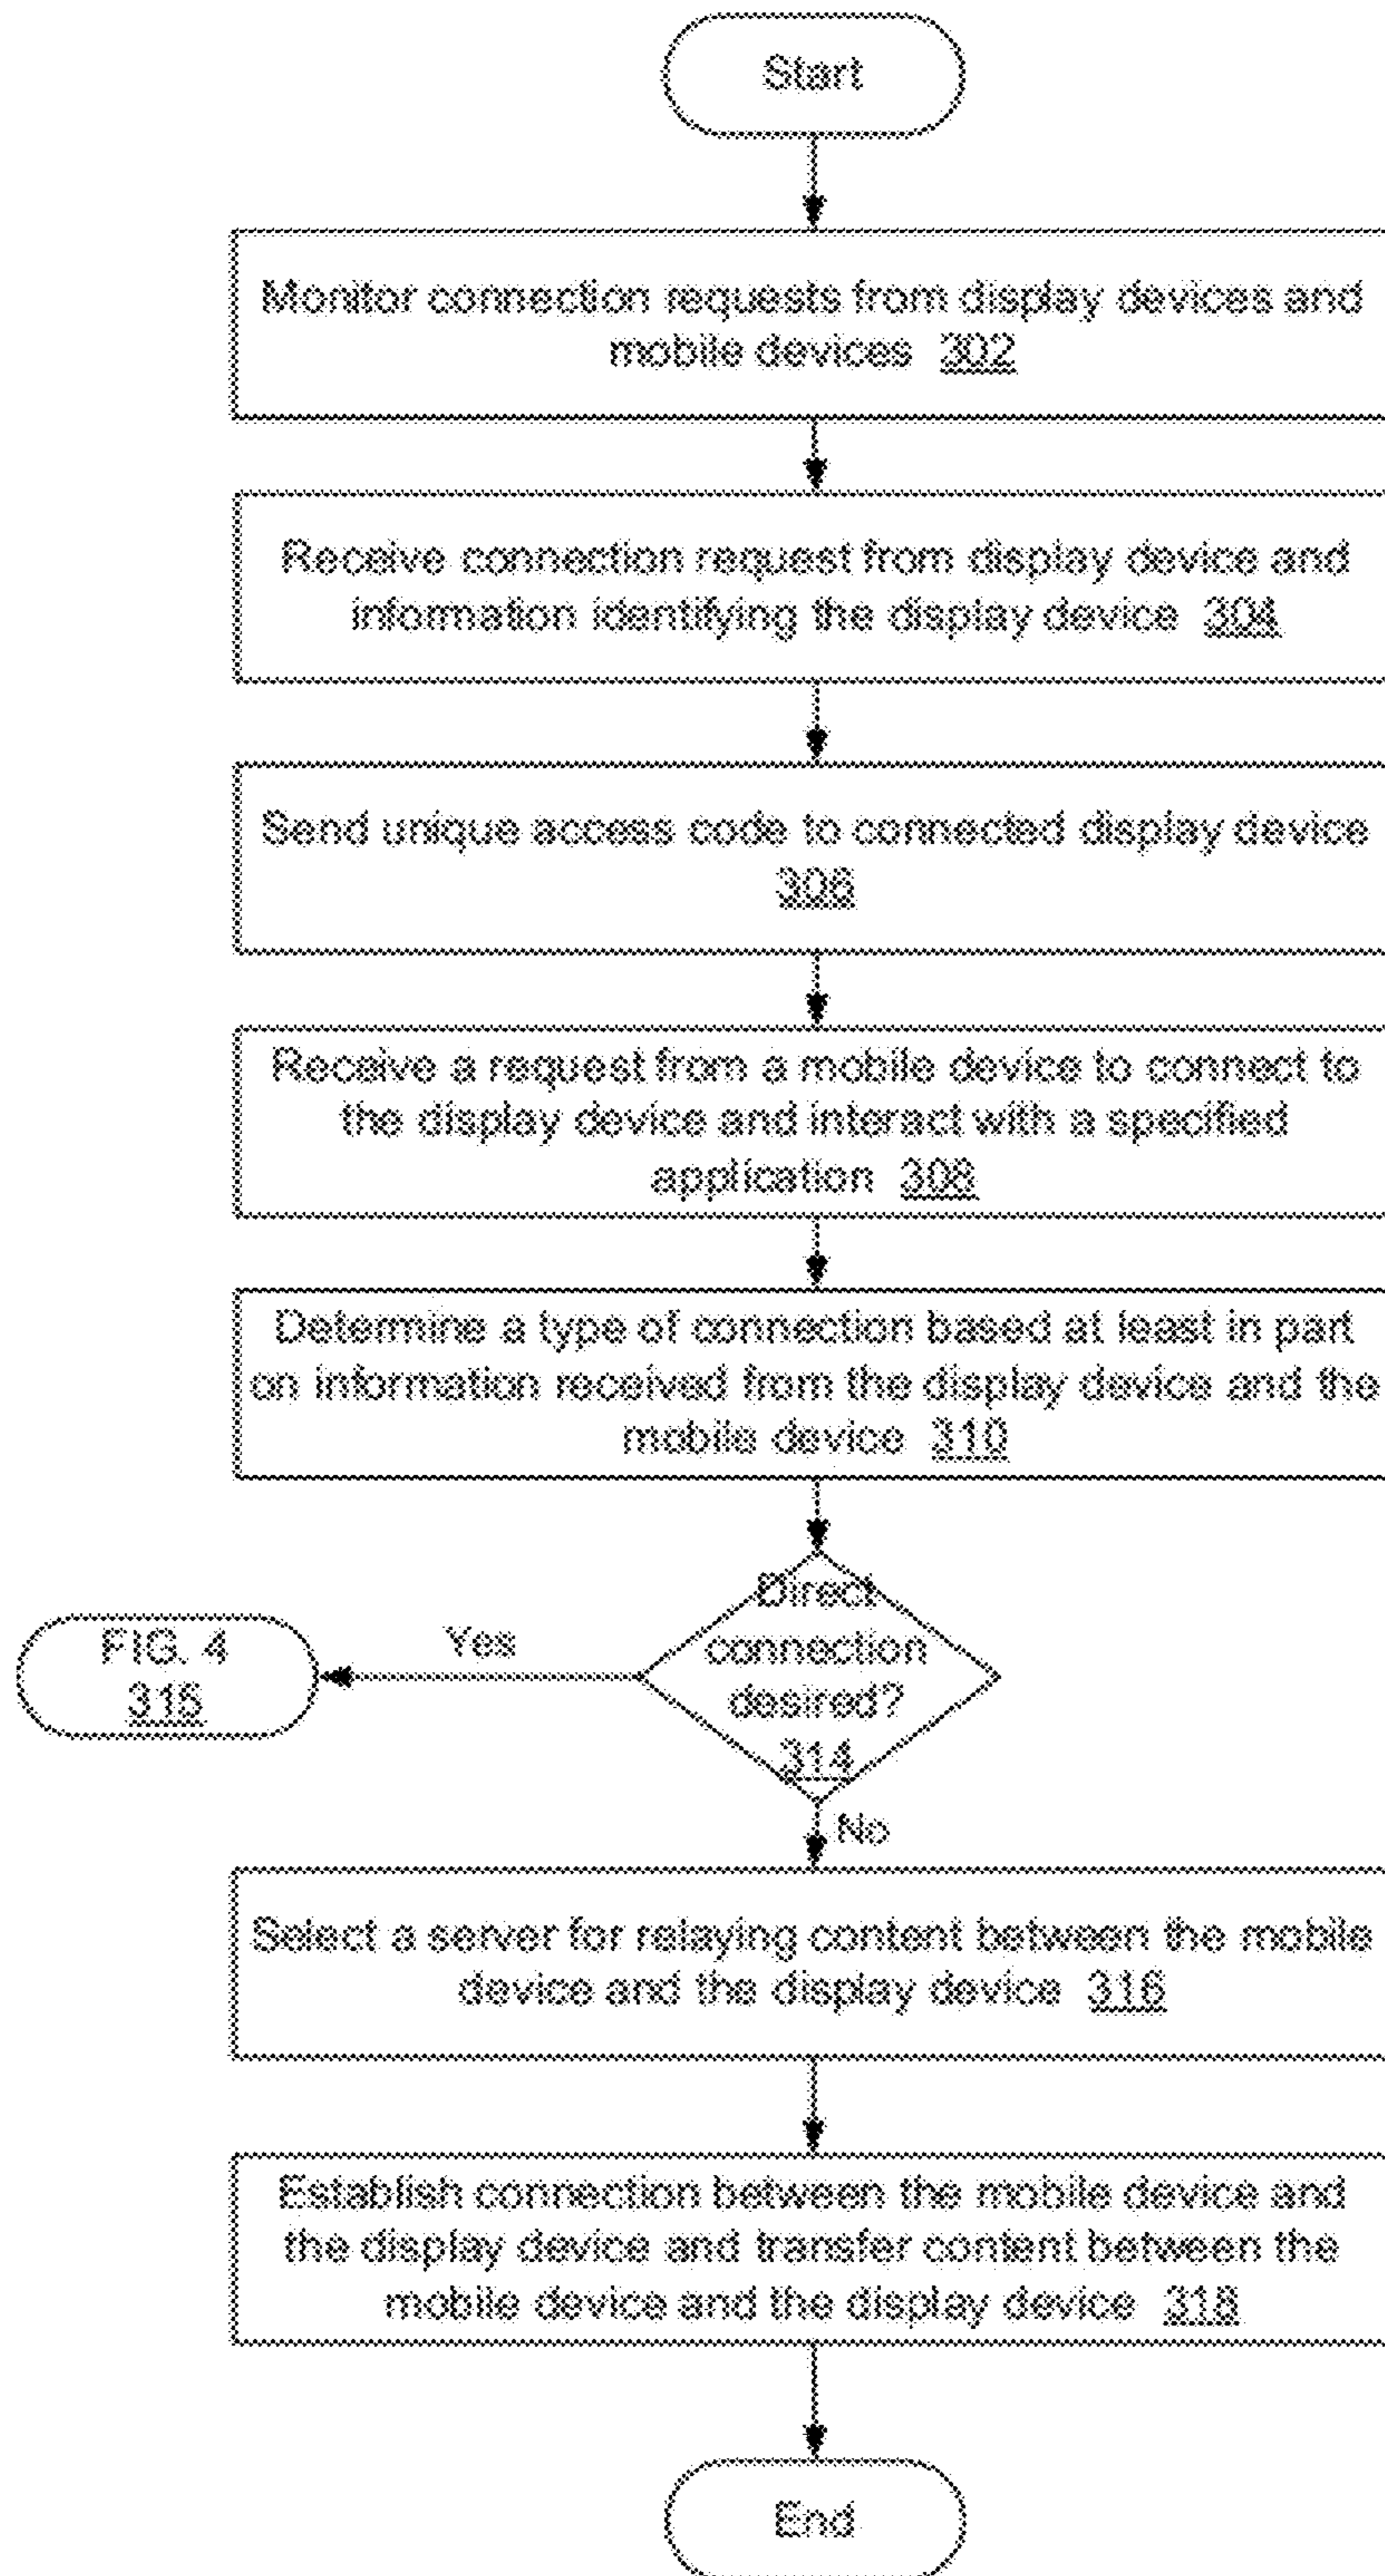 Start
Monitor connection requests from display devices and
mobile devices 302
Receive connection request from display device and
information identifying the display device 304
Send unique access code to connected display device
306
Receive a request from a mobile device to connect to
the display device and interact with a specified
application 308
Determine a type of connection based at least in part
on information received from the display device and the
mobile device 310
Direct
connection
desired?
314
Yes
FIG. 4
315
No
Select a server for relaying content between the mobile
device and the display device 316
Establish connection between the mobile device and
the display device and transfer content between the
mobile device and the display device 318
End